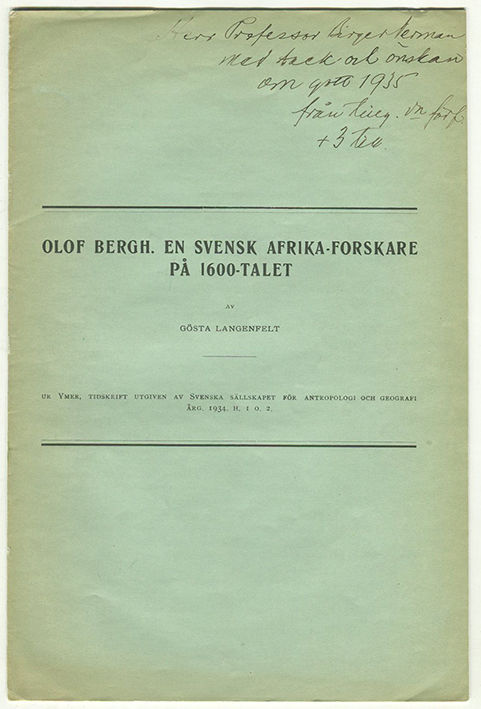 Herr Professor Birger Nerman
med tack och önskan
om gott 1935
från
+ 3
OLOF BERGH. EN SVENSK AFRIKA-FORSKARE
PÅ 1600-TALET
AV
GÖSTA LANGENFELT
UR YMER, TIDSKRIFT UTGIVEN AV SVENSKA SÄLLSKAPET FÖR ANTROPOLOGI OCH GEOGRAFI
ÅRG. 1934. H. 1 O. 2.